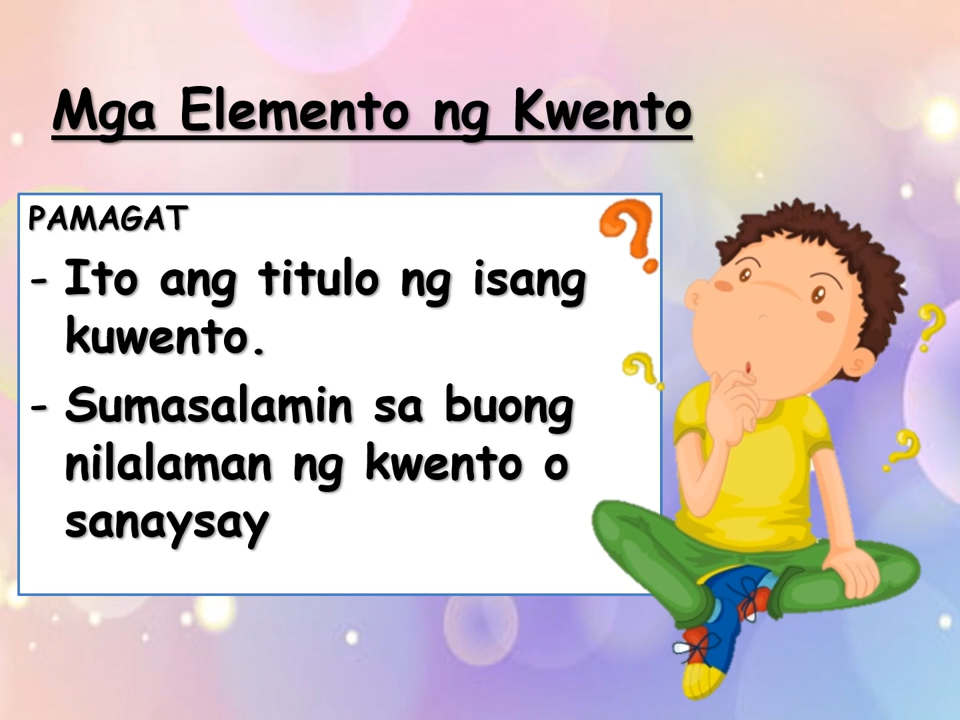 Mga Elemento ng Kwento
PAMAGAT
- Ito ang titulo ng isang
kuwento.
- Sumasalamin sa buong
nilalaman ng kwento o
sanaysay